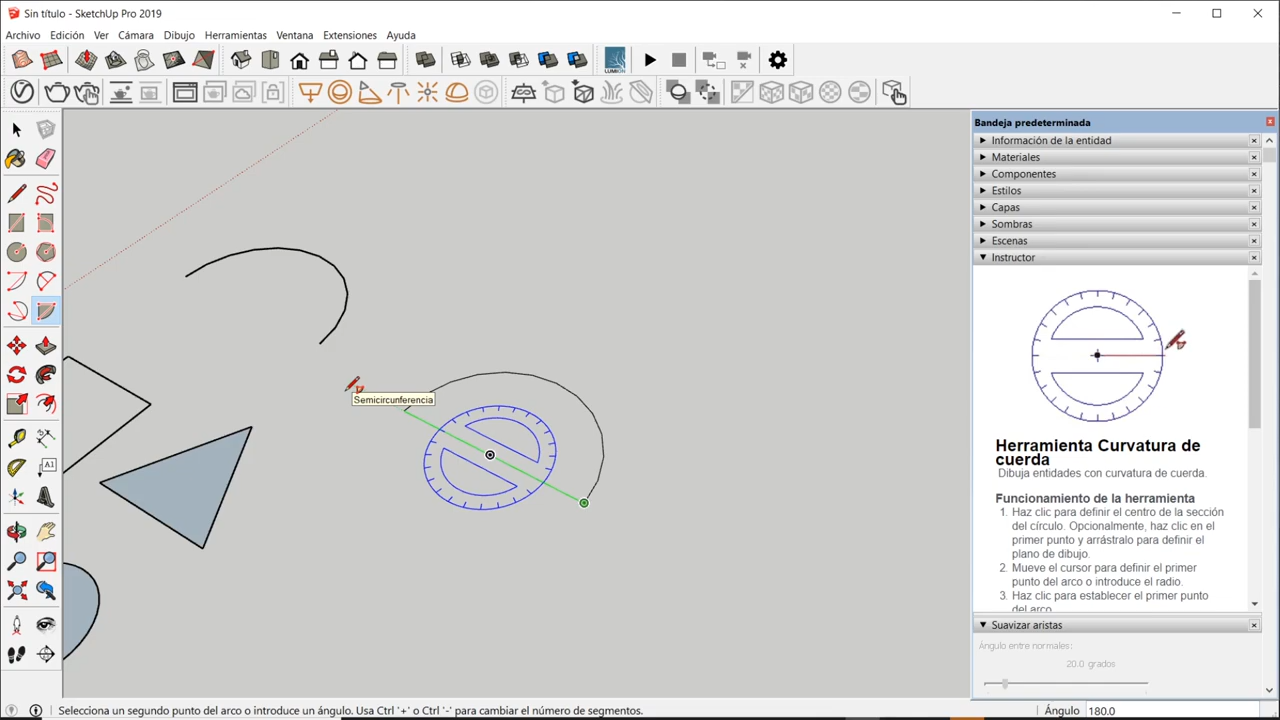 Sin título - SketchUp Pro 2019
Archivo Edición Ver Cámara Dibujo Herramientas Ventana Extensiones Ayuda
LUMION
Bandeja predeterminada
Información de la entidad
Materiales
Componentes
Estilos
Capas
Sombras
Escenas
Instructor
Semicircunferencia
A1
Herramienta Curvatura de
cuerda
Dibuja entidades con curvatura de cuerda.
Funcionamiento de la herramienta
1. Haz clic para definir el centro de la sección
del círculo. Opcionalmente, haz clic en el
primer punto y arrástralo para definir el
plano de dibujo.
2. Mueve el cursor para definir el primer
punto del arco o introduce el radio.
3. Haz clic para establecer el primer punto
del arco
Suavizar aristas
Ángulo entre normales:
20.0 grados
Selecciona un segundo punto del arco o introduce un ángulo. Usa Ctrl '+' o Ctrl '-' para cambiar el número de segmentos.
Ángulo 180.0